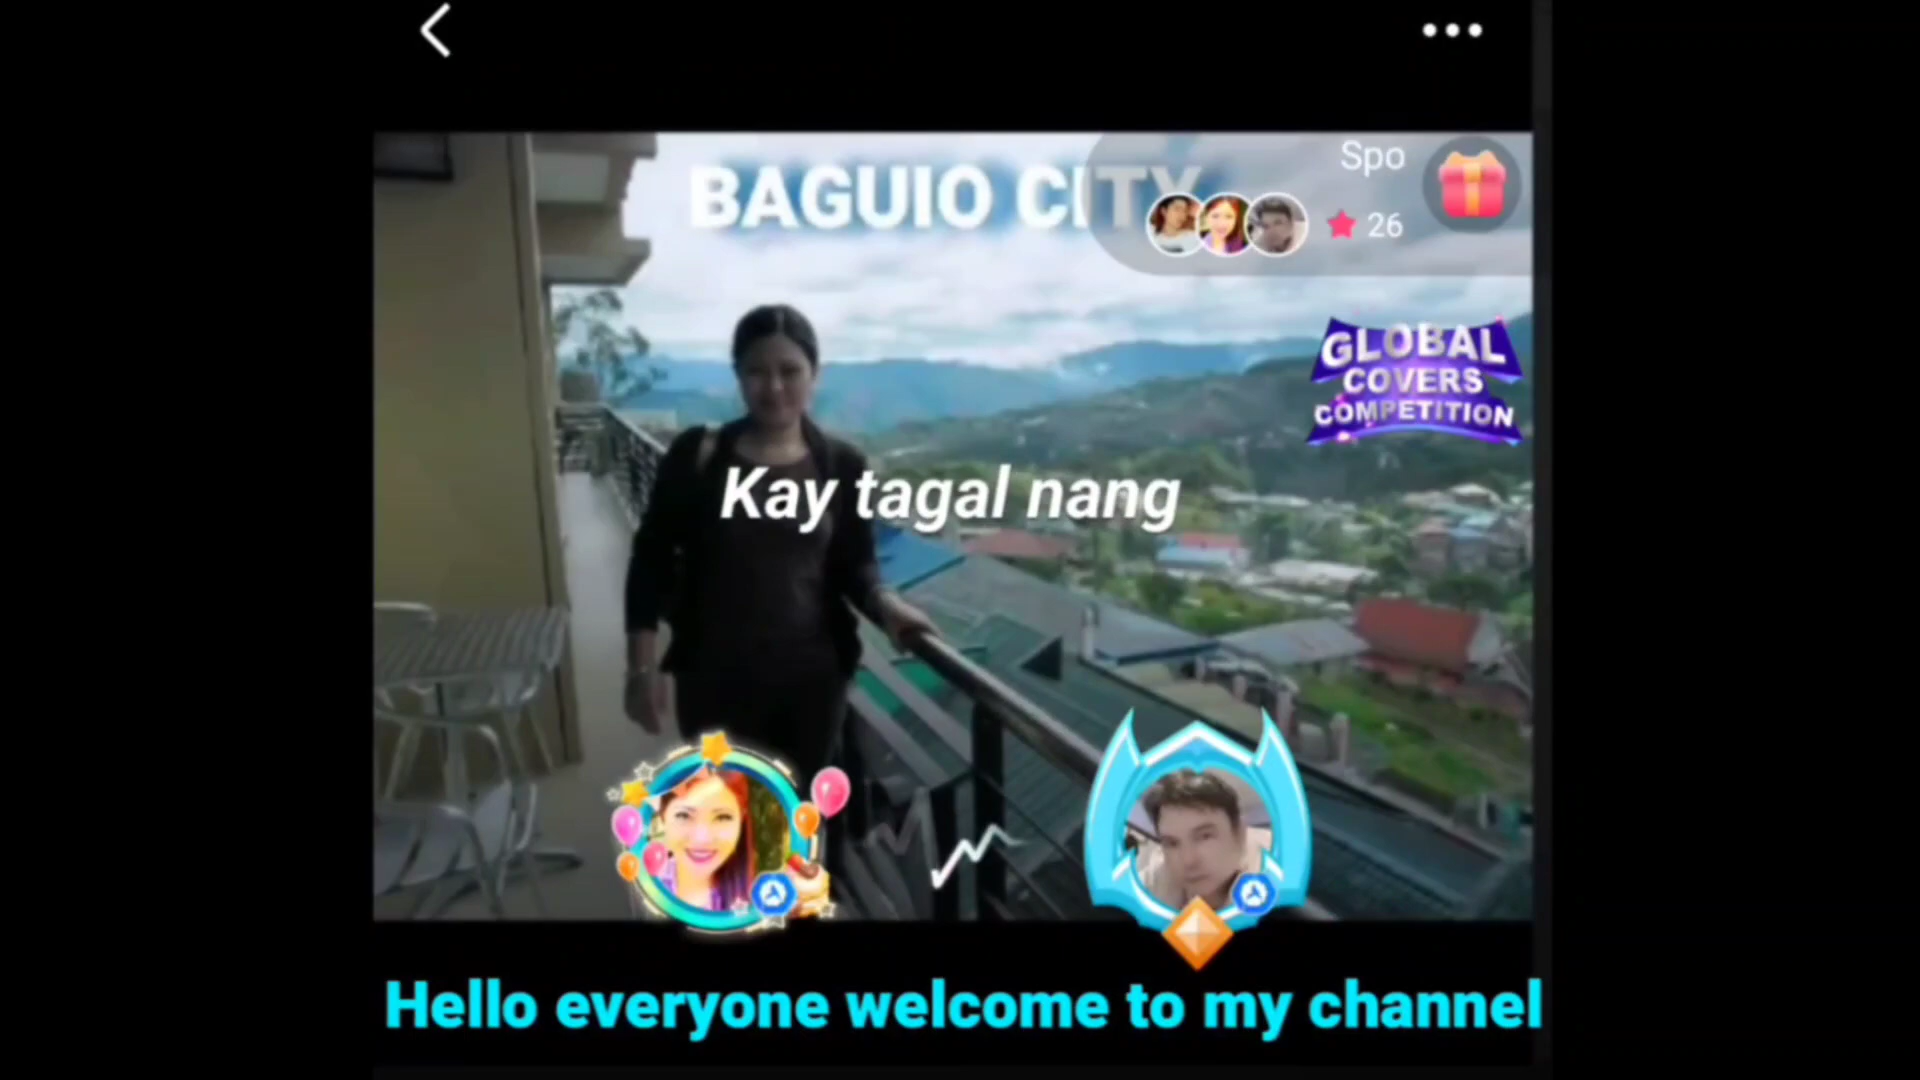 BAGUIO CITY
Spo
26
GLOBAL
COVERS
COMPETITION
Kay tagal nang
Hello everyone welcome to my channel